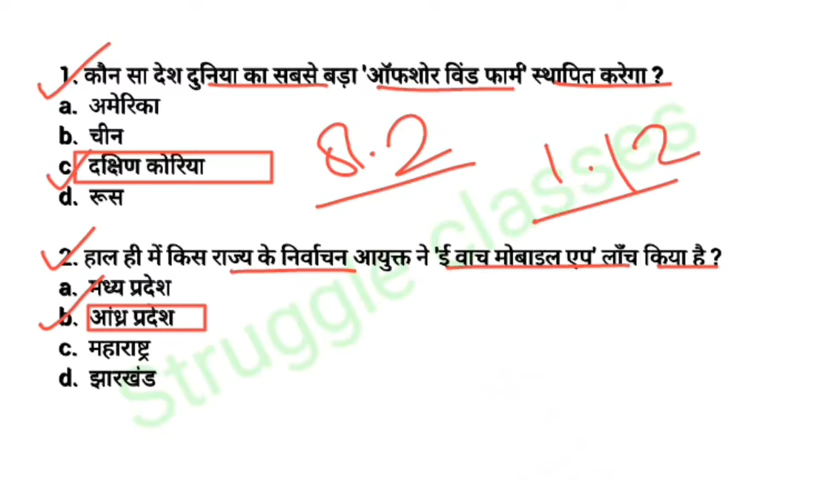 1. कौन सा देश दुनिया का सबसे बड़ा 'ऑफशोर विंड फार्म' स्थापित करेगा ?
a. अमेरिका
b. चीन
8.2
1.12
c. दक्षिण कोरिया
d. रूस
2. हाल ही में किस राज्य के निर्वाचन आयुक्त ने 'ई वाच मोबाडल एप' लाँच किया है ?
a. मध्य प्रदेश
b. आंध्र प्रदेश
c. महाराष्ट्र
d. झारखंड
Struggle classes